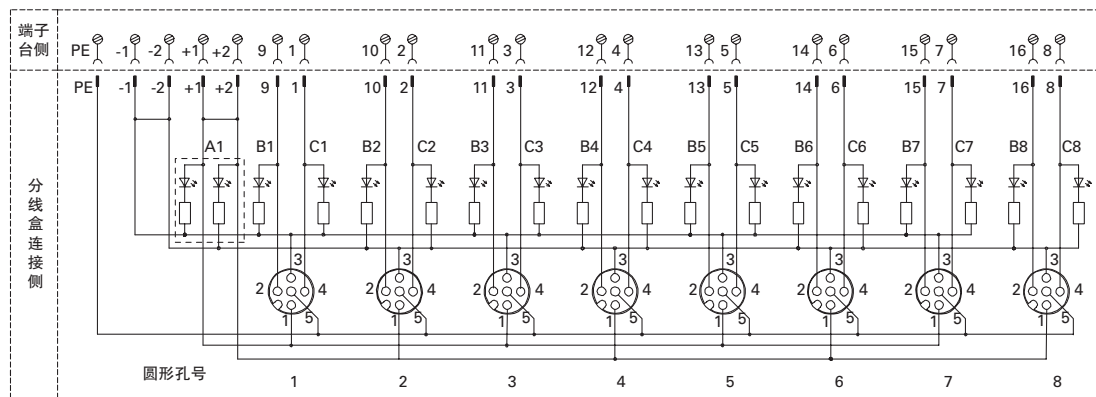 端子台侧
PE -1 -2 +1 +2 9 1 10 2 11 3 12 4 13 5 14 6 15 7 16 8
PE -1 -2 +1 +2 9 1 10 2 11 3 12 4 13 5 14 6 15 7 16 8
A1 B1 C1 B2 C2 B3 C3 B4 C4 B5 C5 B6 C6 B7 C7 B8 C8
分线盒连接侧
3 3 3 3 3 3 3 3
2 4 2 4 2 4 2 4 2 4 2 4 2 4 2 4
1 5 1 5 1 5 1 5 1 5 1 5 1 5 1 5
圆形孔号 1 2 3 4 5 6 7 8